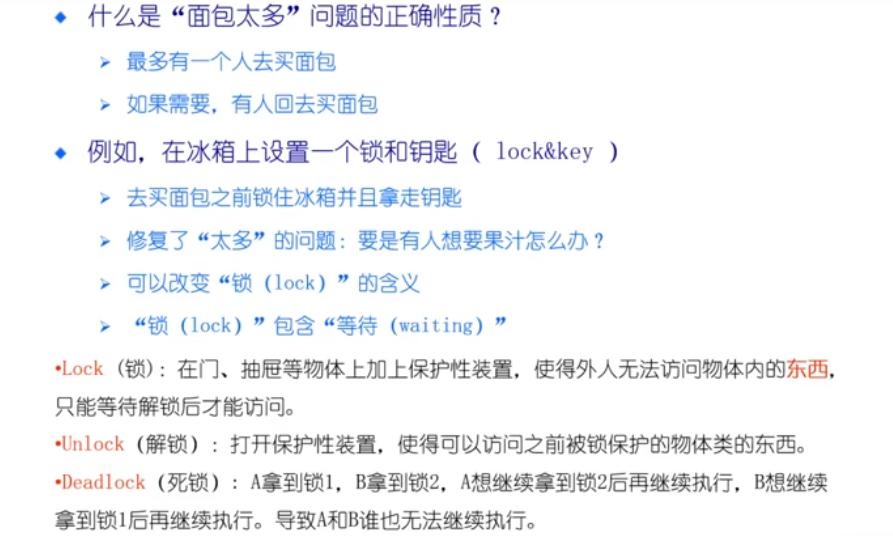 什么是“面包太多”问题的正确性质?
最多有一个人去买面包
如果需要,有人回去买面包
例如,在冰箱上设置一个锁和钥匙( lock&key )
去买面包之前锁住冰箱并且拿走钥匙
修复了“太多”的问题:要是有人想要果汁怎么办?
可以改变“锁(lock)”的含义
“锁(lock)”包含“等待(waiting)”
•Lock(锁):在门、抽屉等物体上加上保护性装置,使得外人无法访问物体内的东西,
只能等待解锁后才能访问。
•Unlock(解锁):打开保护性装置,使得可以访问之前被锁保护的物体类的东西。
•Deadlock(死锁):A拿到锁1,B拿到锁2,A想继续拿到锁2后再继续执行,B想继续
拿到锁1后再继续执行。导致A和B谁也无法继续执行。